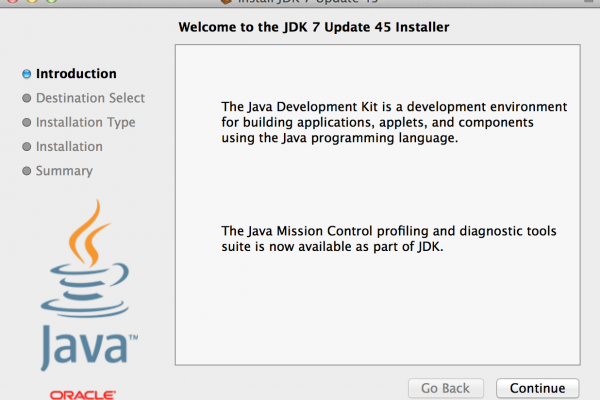 Install JDK 7 Update 45
Welcome to the JDK 7 Update 45 Installer
Introduction
Destination Select
Installation Type
Installation
Summary
The Java Development Kit is a development environment
for building applications, applets, and components
using the Java programming language.
The Java Mission Control profiling and diagnostic tools
suite is now available as part of JDK.
Java™
ORACLE
Go Back
Continue